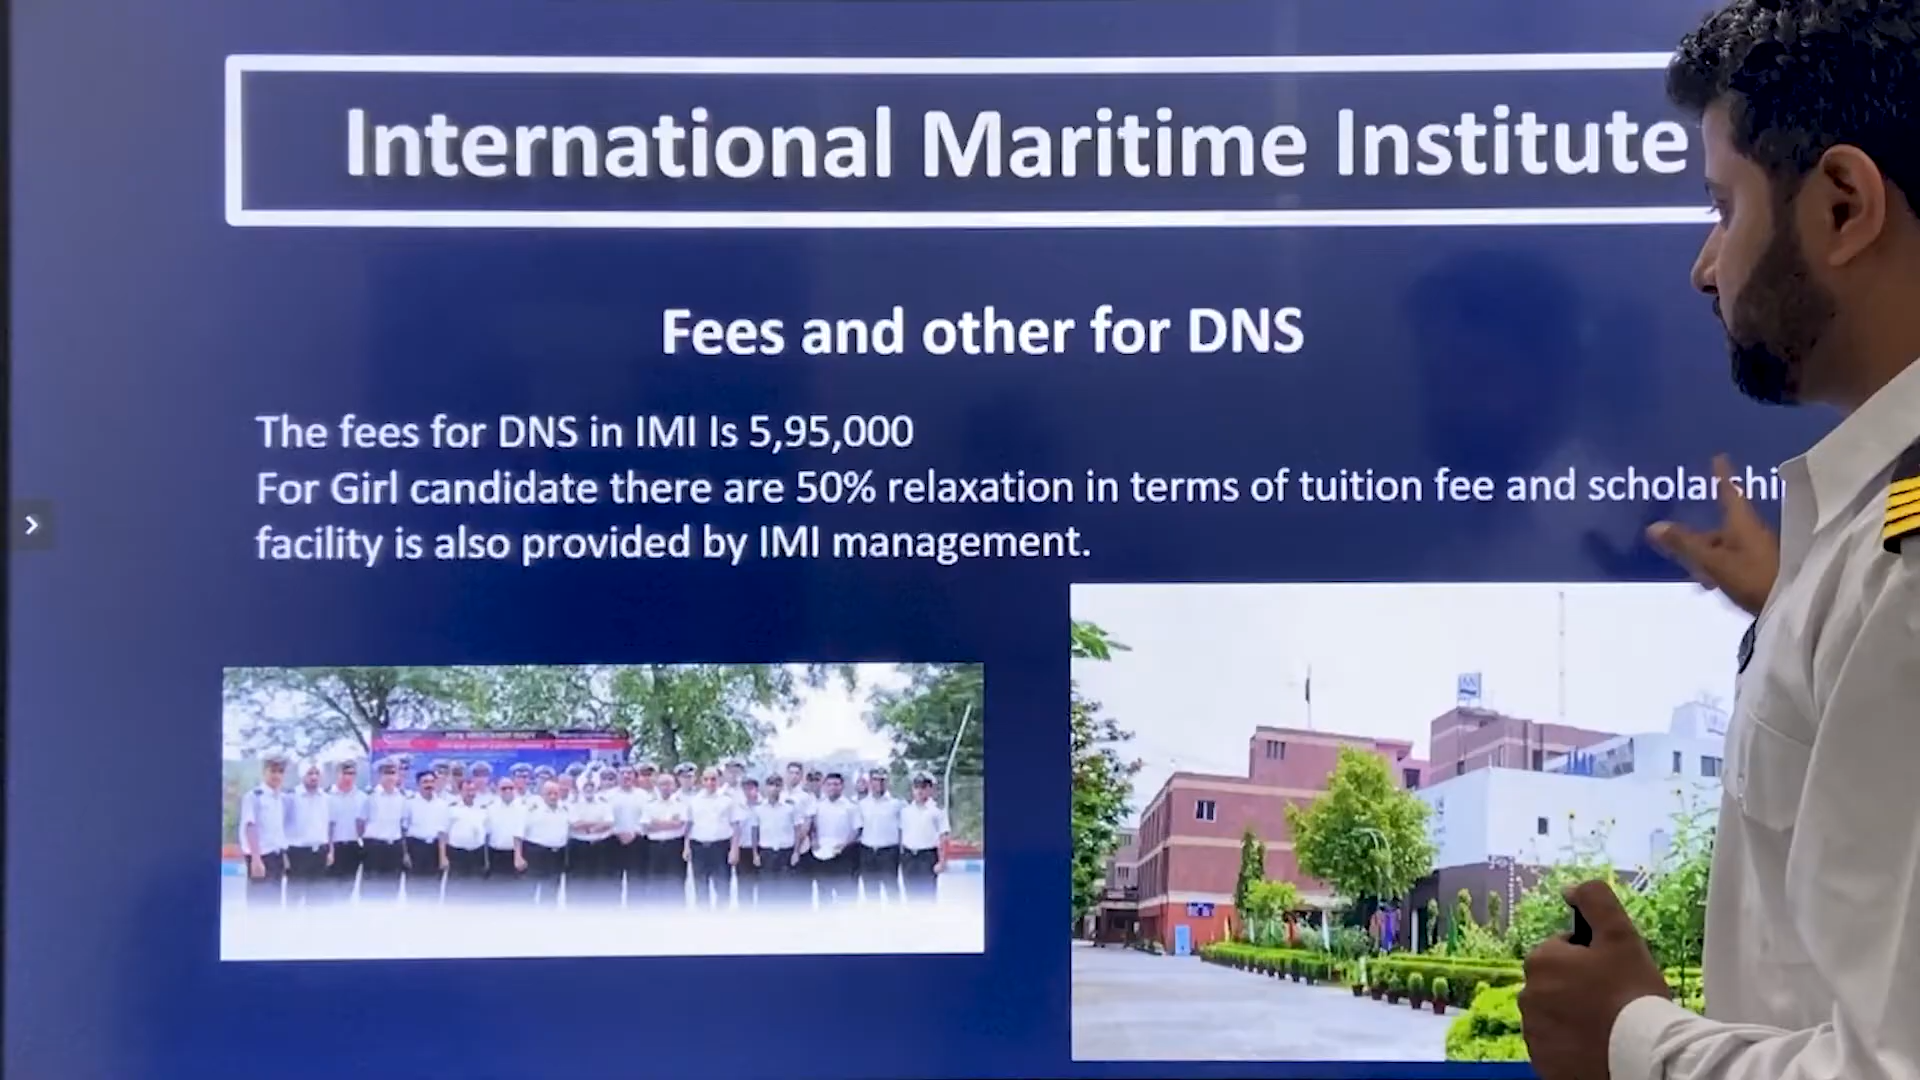 International Maritime Institute
Fees and other for DNS
The fees for DNS in IMI Is 5,95,000
For Girl candidate there are 50% relaxation in terms of tuition fee and
facility is also provided by IMI management.